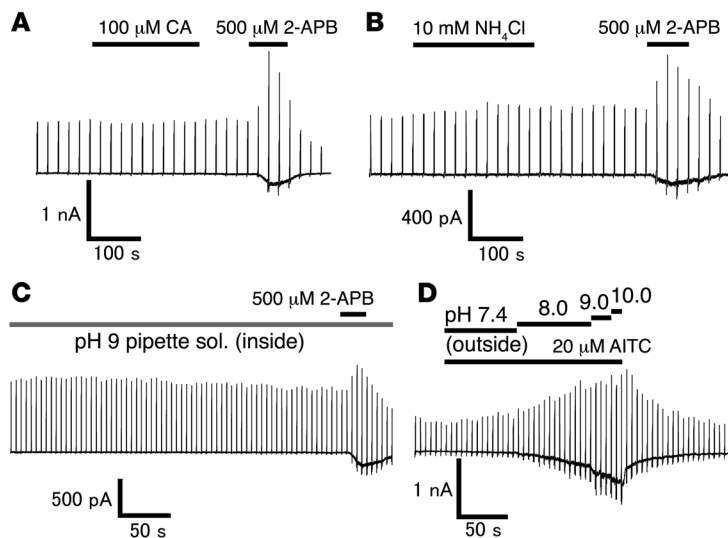 A
100 μM CA
500 μM 2-APB
1 nA
100 s
B
10 mM NH₄Cl
500 μM 2-APB
400 pA
100 s
C
500 μM 2-APB
pH 9 pipette sol. (inside)
500 pA
50 s
D
pH 7.4
8.0
9.0
10.0
(outside)
20 μM AITC
1 nA
50 s